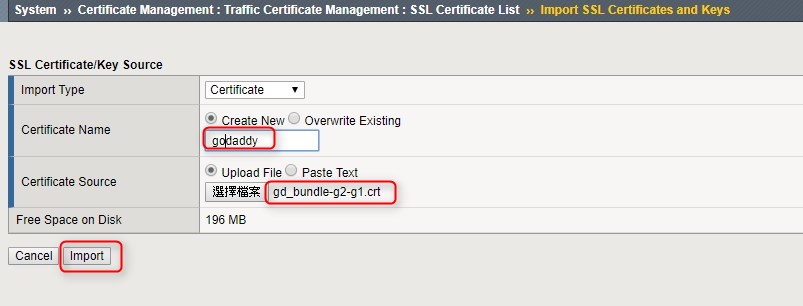 System ›› Certificate Management : Traffic Certificate Management : SSL Certificate List ›› Import SSL Certificates and Keys
SSL Certificate/Key Source
Import Type Certificate
Certificate Name Create New Overwrite Existing
godaddy
Certificate Source Upload File Paste Text
選擇檔案 gd_bundle-g2-g1.crt
Free Space on Disk 196 MB
Cancel Import